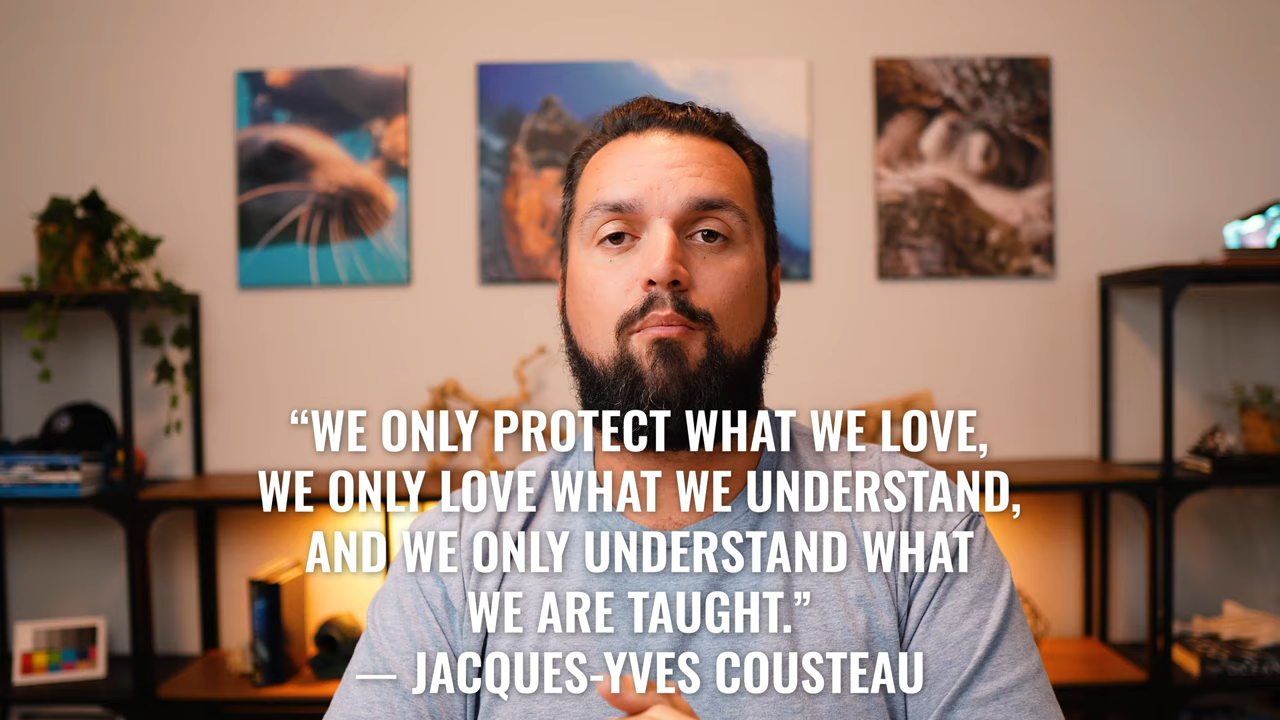 “WE ONLY PROTECT WHAT WE LOVE,
WE ONLY LOVE WHAT WE UNDERSTAND,
AND WE ONLY UNDERSTAND WHAT
WE ARE TAUGHT.”
— JACQUES-YVES COUSTEAU